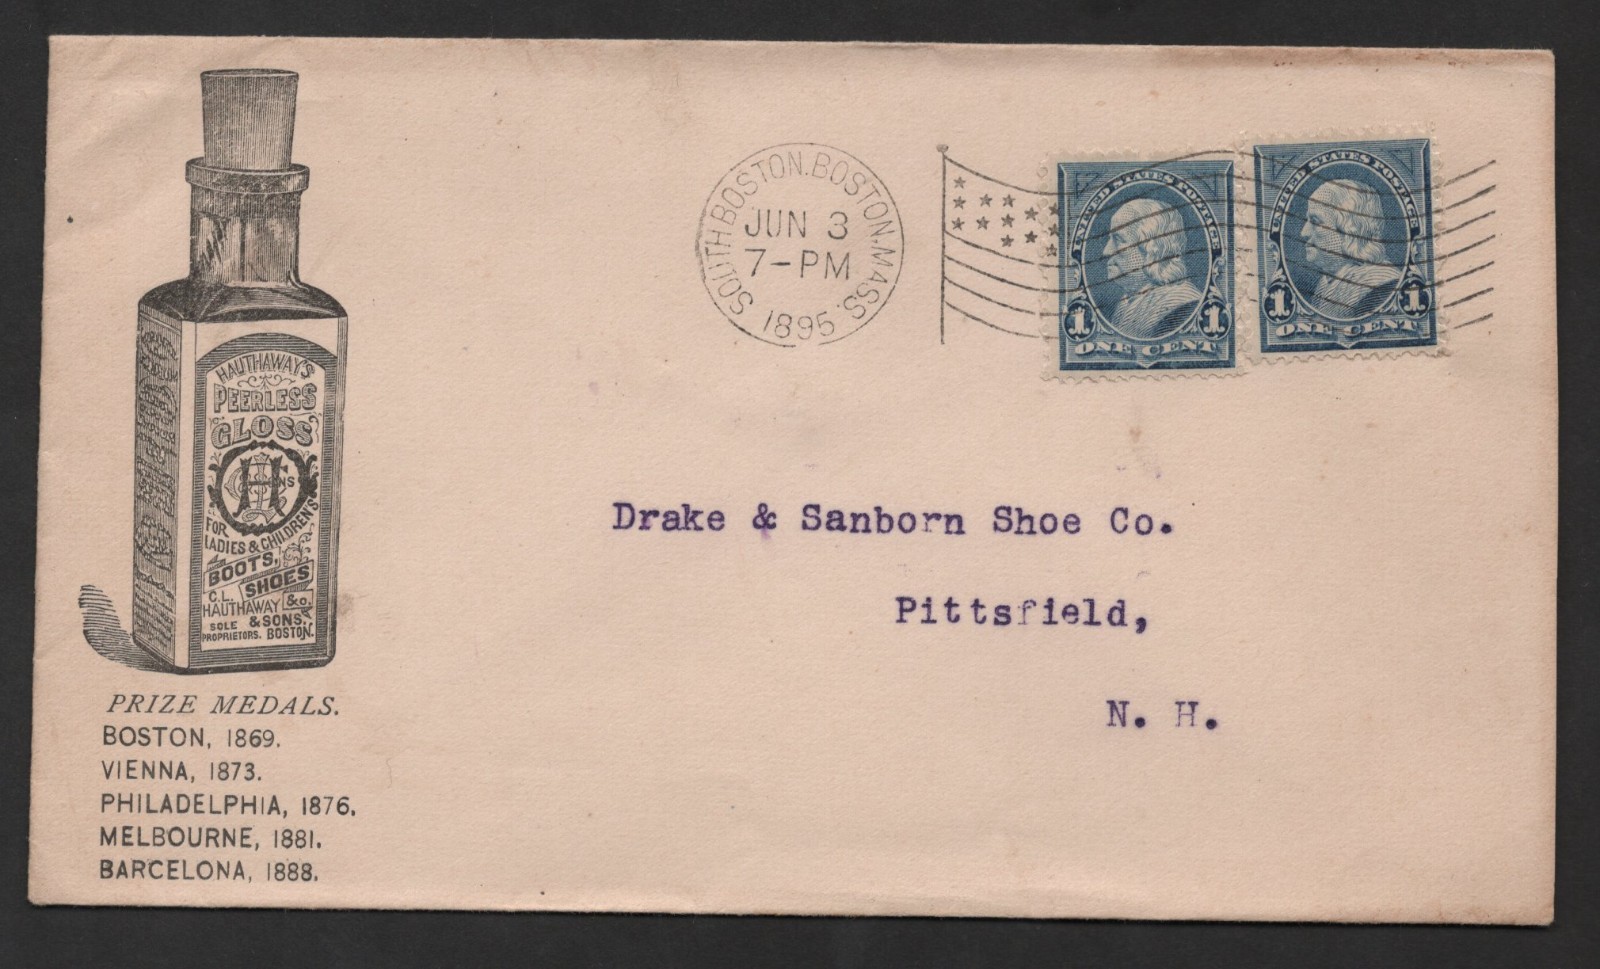 HAUTHAWAY'S
PEERLESS
GLOSS
FOR
LADIES & CHILDREN'S
BOOTS,
SHOES
&c.
C. L.
HAUTHAWAY
& SONS,
SOLE
PROPRIETORS. BOSTON.
PRIZE MEDALS.
BOSTON, 1869.
VIENNA, 1873.
PHILADELPHIA, 1876.
MELBOURNE, 1881.
BARCELONA, 1888.
SOUTH BOSTON. BOSTON. MASS.
JUN 3
7-PM
1895
UNITED STATES POSTAGE
1 1
ONE CENT
UNITED STATES POSTAGE
1 1
ONE CENT
Drake & Sanborn Shoe Co.
Pittsfield,
N. H.